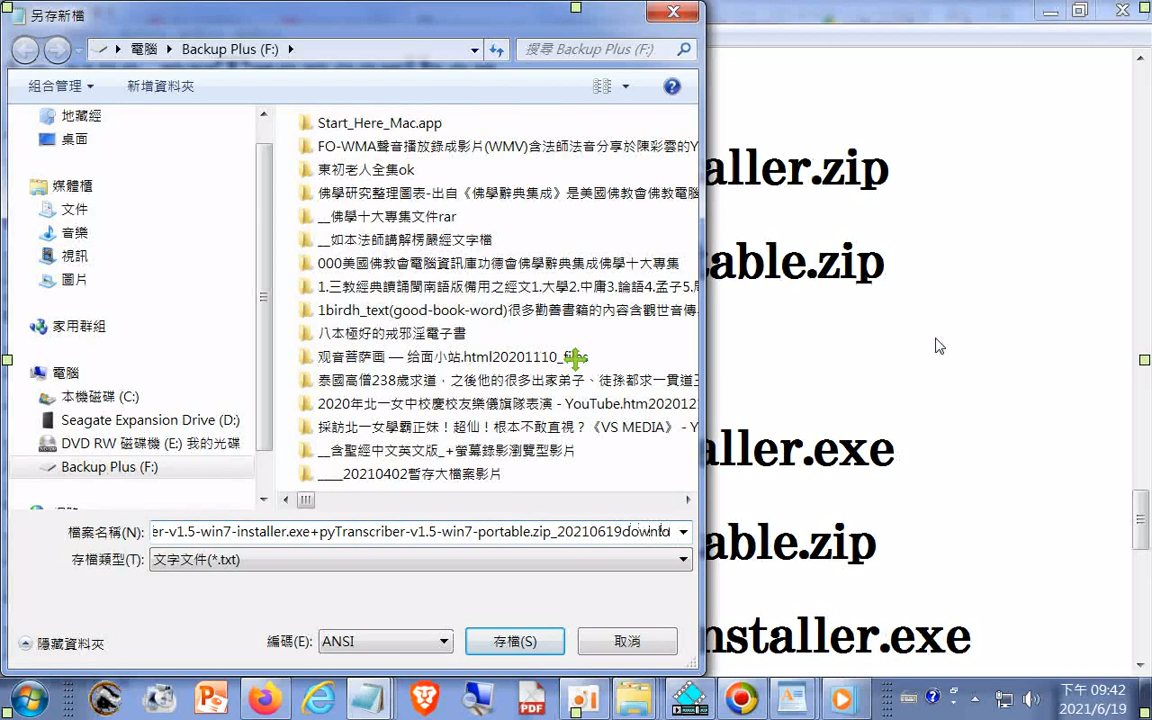 另存新檔
電腦 Backup Plus (F:)
搜尋 Backup Plus (F:)
組合管理
新增資料夾
地藏經
桌面
媒體櫃
文件
音樂
視訊
圖片
家用群組
電腦
本機磁碟 (C:)
Seagate Expansion Drive (D:)
DVD RW 磁碟機 (E:) 我的光碟
Backup Plus (F:)
Start_Here_Mac.app
FO-WMA聲音播放錄成影片(WMV)含法師法音分享於陳彩雲的Y
東初老人全集ok
佛學研究整理圖表-出自《佛學辭典集成》是美國佛教會佛教電腦
__佛學十大專集文件rar
__如本法師講解楞嚴經文字檔
000美國佛教會電腦資訊庫功德會佛學辭典集成佛學十大專集
1.三教經典讀誦閩南語版備用之經文1.大學2.中庸3.論語4.孟子5.
1birdh_text(good-book-word)很多勸善書籍的內容含觀世音傳
八本極好的戒邪淫電子書
观音菩萨画 — 给面小站.html20201110_files
泰國高僧238歲求道，之後他的很多出家弟子、徒孫都求一貫道
2020年北一女中校慶校友樂儀旗隊表演 - YouTube.htm202012
採訪北一女學霸正妹！超仙！根本不敢直視？《VS MEDIA》 - Y
__含聖經中文英文版_+螢幕錄影瀏覽型影片
____20210402暫存大檔案影片
檔案名稱(N):
er-v1.5-win7-installer.exe+pyTranscriber-v1.5-win7-portable.zip_20210619downfo
存檔類型(T):
文字文件(*.txt)
隱藏資料夾
編碼(E):
ANSI
存檔(S)
取消
aller.zip
table.zip
aller.exe
table.zip
nstaller.exe
PDF
下午 09:42
2021/6/19